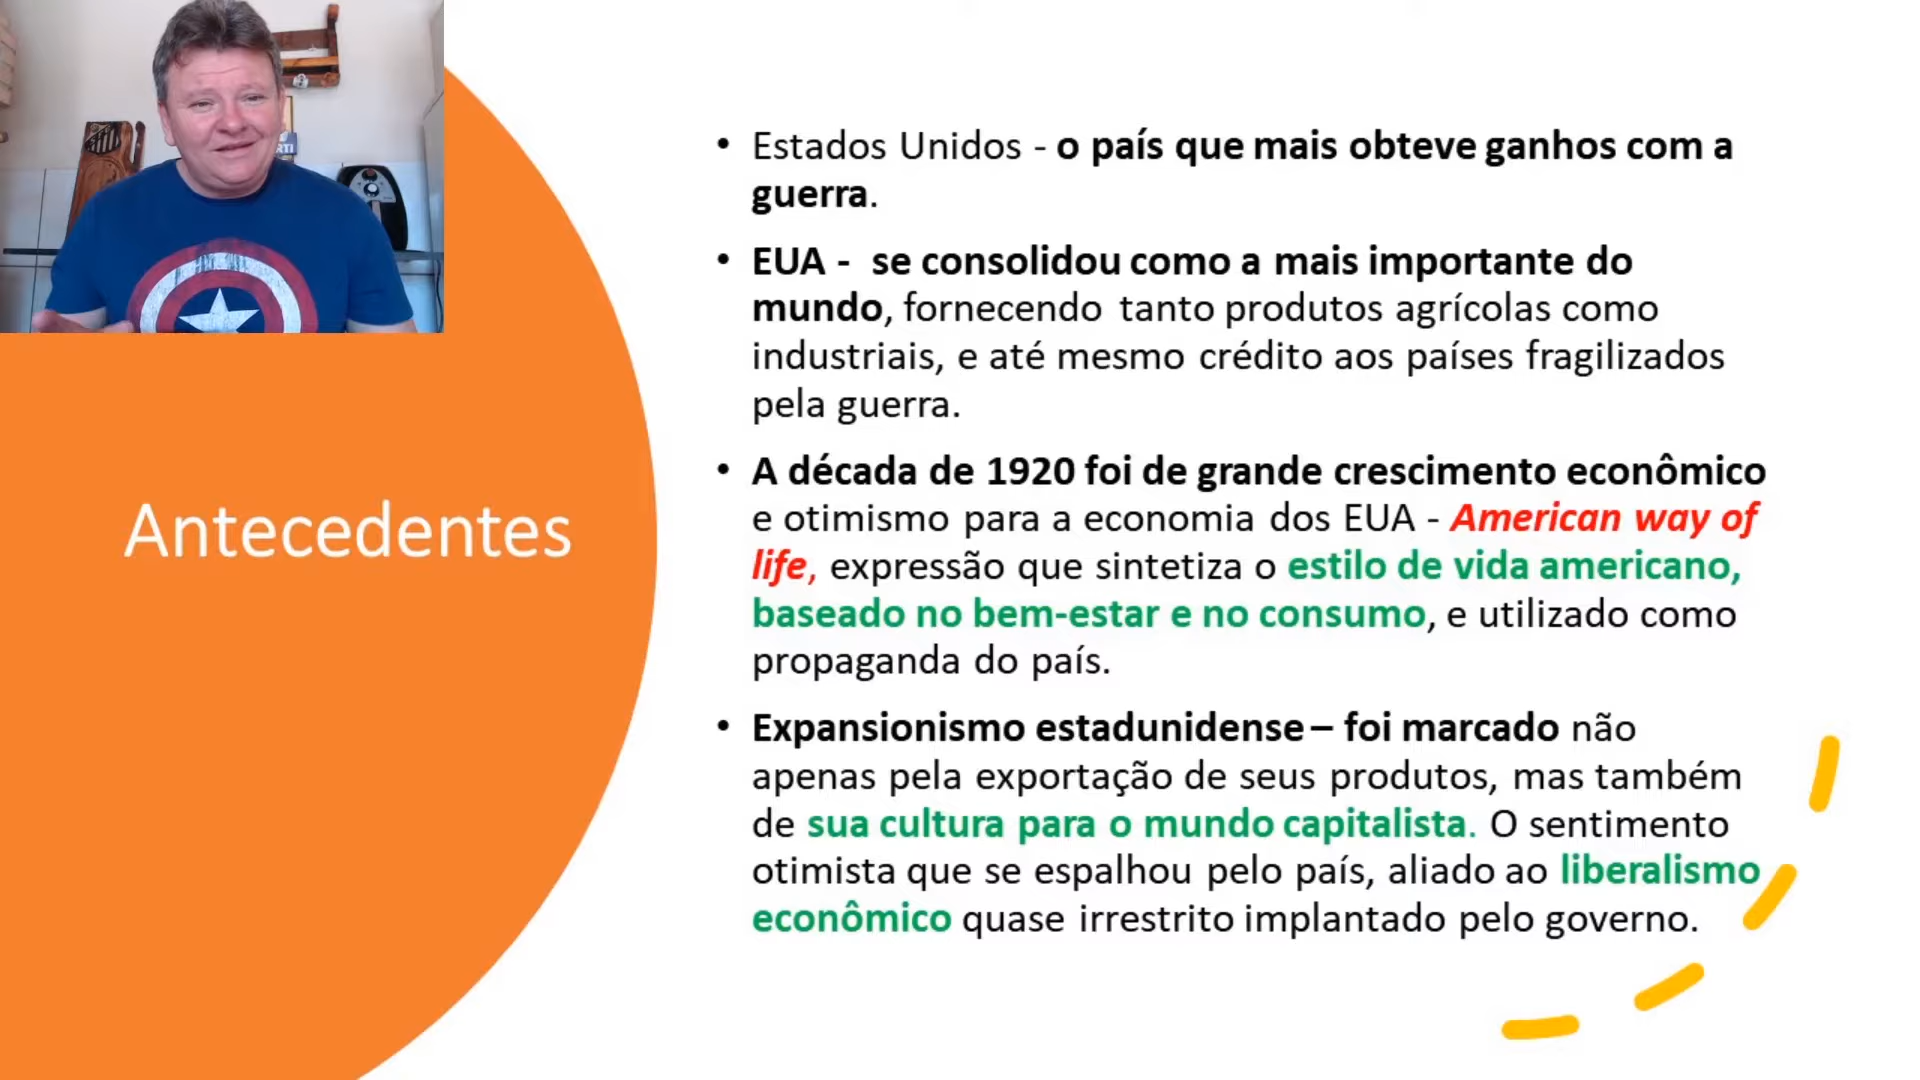 RTI
Antecedentes
• Estados Unidos - o país que mais obteve ganhos com a
guerra.
• EUA - se consolidou como a mais importante do
mundo, fornecendo tanto produtos agrícolas como
industriais, e até mesmo crédito aos países fragilizados
pela guerra.
• A década de 1920 foi de grande crescimento econômico
e otimismo para a economia dos EUA - American way of
life, expressão que sintetiza o estilo de vida americano,
baseado no bem-estar e no consumo, e utilizado como
propaganda do país.
• Expansionismo estadunidense – foi marcado não
apenas pela exportação de seus produtos, mas também
de sua cultura para o mundo capitalista. O sentimento
otimista que se espalhou pelo país, aliado ao liberalismo
econômico quase irrestrito implantado pelo governo.